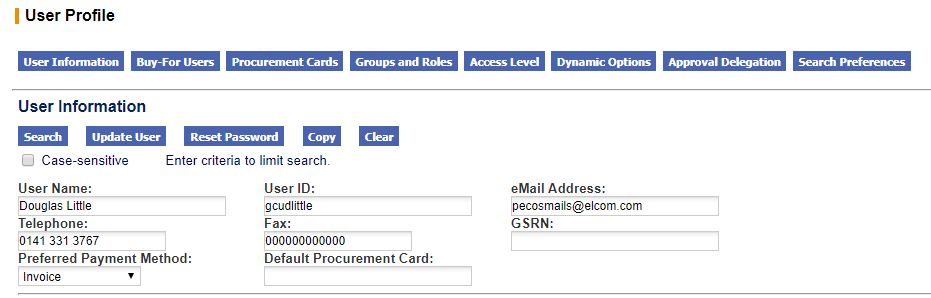 User Profile
User Information Buy-For Users Procurement Cards Groups and Roles Access Level Dynamic Options Approval Delegation Search Preferences
User Information
Search Update User Reset Password Copy Clear
Case-sensitive Enter criteria to limit search.
User Name: User ID: eMail Address:
Douglas Little gcudlittle pecosmails@elcom.com
Telephone: Fax: GSRN:
0141 331 3767 000000000000
Preferred Payment Method: Default Procurement Card:
Invoice